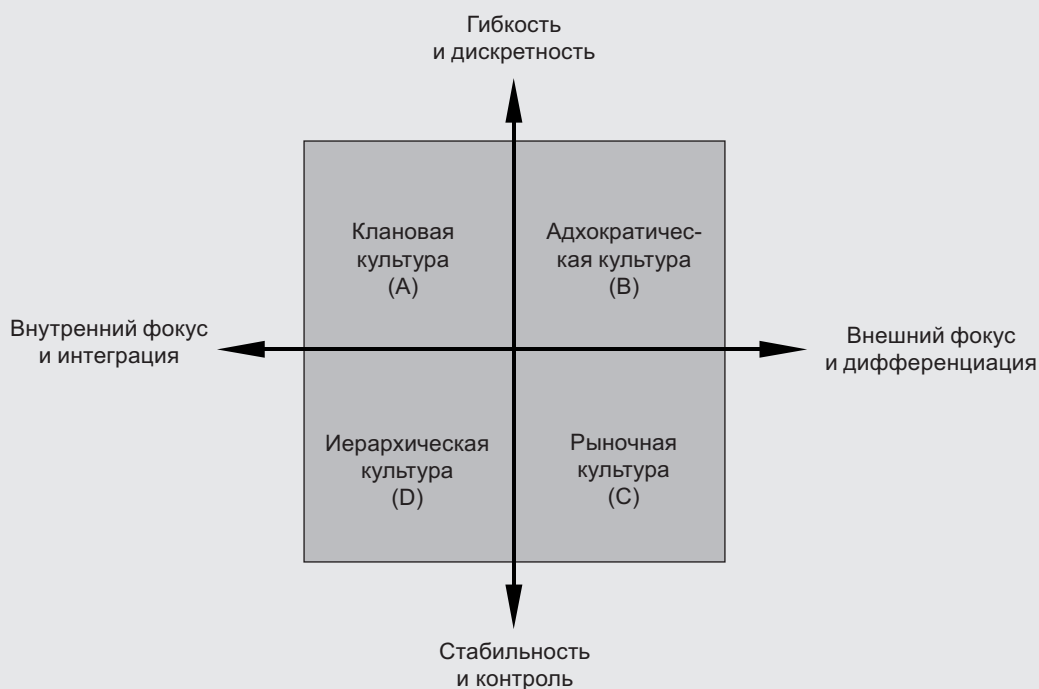 Гибкость
и дискретность
Клановая
культура
(А)
Адхократичес-
кая культура
(В)
Внутренний фокус
и интеграция
Внешний фокус
и дифференциация
Иерархическая
культура
(D)
Рыночная
культура
(С)
Стабильность
и контроль